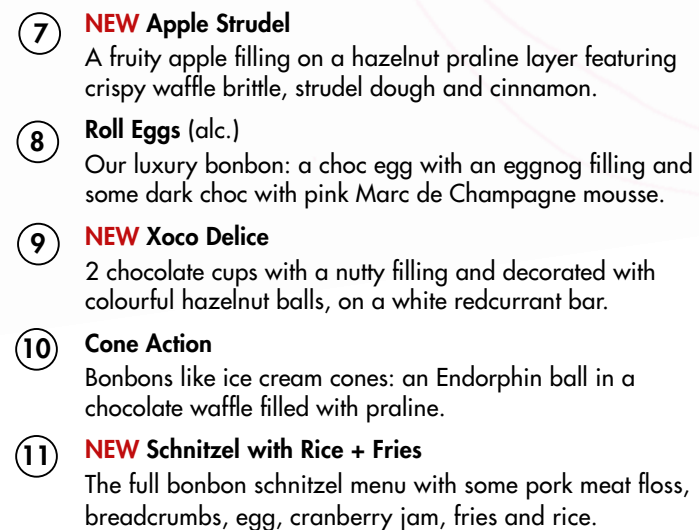 7 NEW Apple Strudel
A fruity apple filling on a hazelnut praline layer featuring
crispy waffle brittle, strudel dough and cinnamon.
8 Roll Eggs (alc.)
Our luxury bonbon: a choc egg with an eggnog filling and
some dark choc with pink Marc de Champagne mousse.
9 NEW Xoco Delice
2 chocolate cups with a nutty filling and decorated with
colourful hazelnut balls, on a white redcurrant bar.
10 Cone Action
Bonbons like ice cream cones: an Endorphin ball in a
chocolate waffle filled with praline.
11 NEW Schnitzel with Rice + Fries
The full bonbon schnitzel menu with some pork meat floss,
breadcrumbs, egg, cranberry jam, fries and rice.